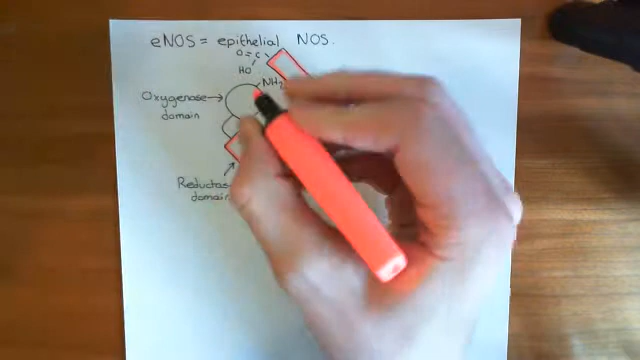 eNOS = epithelial NOS.
O=C
HO
NH2
Oxygenase
domain
Reductas
domain